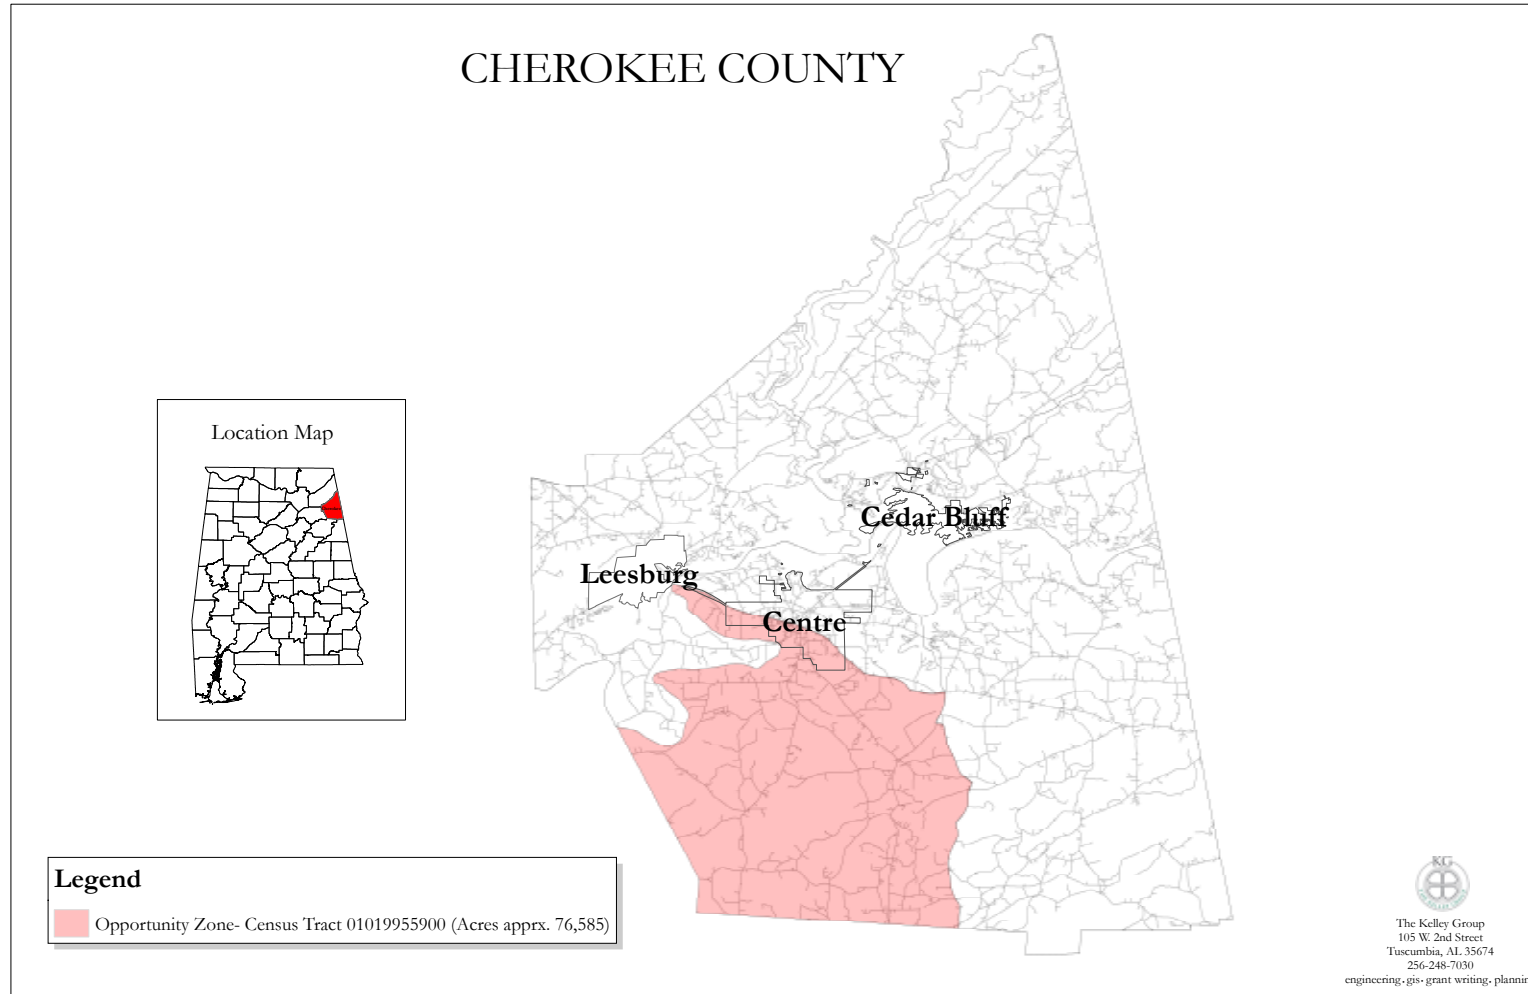 CHEROKEE COUNTY
Location Map
Cedar Bluff
Leesburg
Centre
Legend
Opportunity Zone- Census Tract 01019955900 (Acres apprx. 76,585)
KG
The Kelley Group
105 W. 2nd Street
Tuscumbia, AL 35674
256-248-7030
engineering • gis • grant writing •